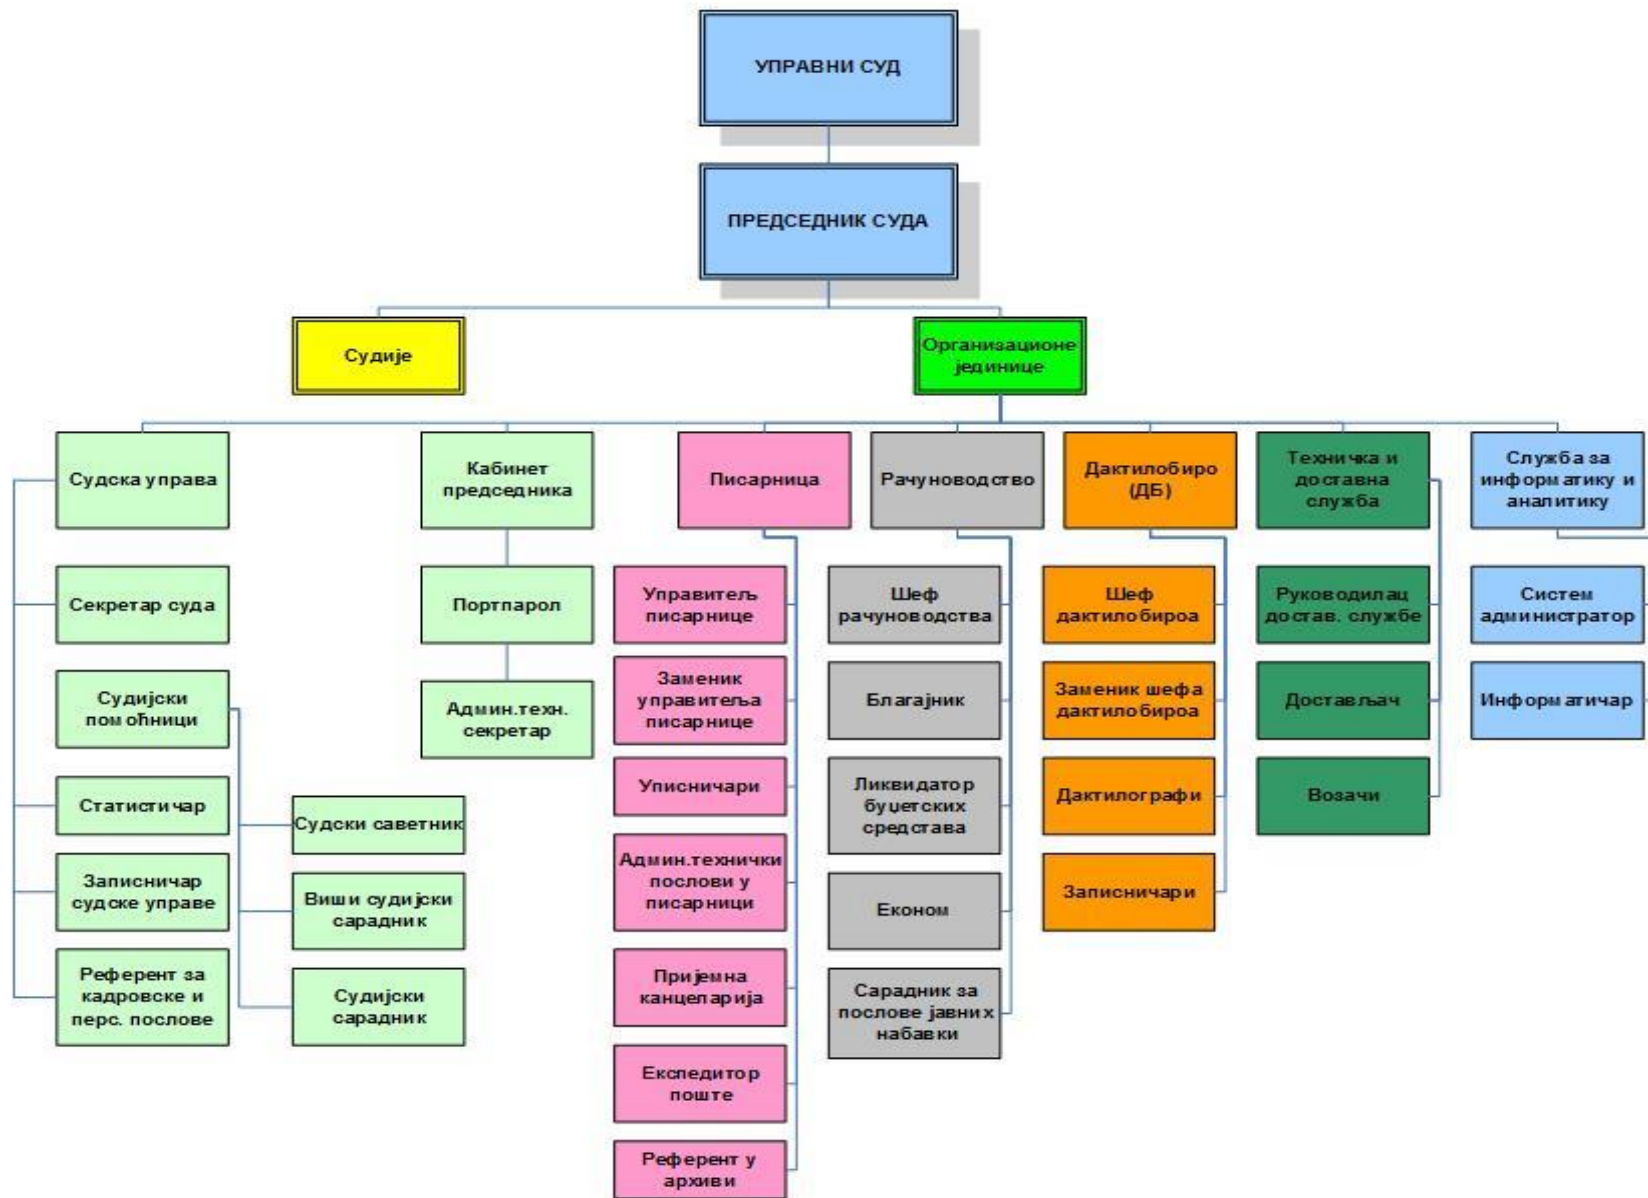 УПРАВНИ СУД
ПРЕДСЕДНИК СУДА
Судије
Организационе
јединице
Судска управа
Кабинет
председника
Писарница
Рачуноводство
Дактилобиро
(ДБ)
Техничка и
доставна
служба
Служба за
информатику и
аналитику
Секретар суда
Судијски
помоћници
Статистичар
Записничар
судске управе
Референт за
кадровске и
перс. послове
Судски саветник
Виши судијски
сарадник
Судијски
сарадник
Портпарол
Админ.техн.
секретар
Управитељ
писарнице
Заменик
управитеља
писарнице
Уписничари
Админ.технички
послови у
писарници
Пријемна
канцеларија
Експедитор
поште
Референт у
архиви
Шеф
рачуноводства
Благајник
Ликвидатор
буџетских
средстава
Економ
Сарадник за
послове јавних
набавки
Шеф
дактилобироа
Заменик шефа
дактилобироа
Дактилографи
Записничари
Руководилац
достав. службе
Достављач
Возачи
Систем
администратор
Информатичар